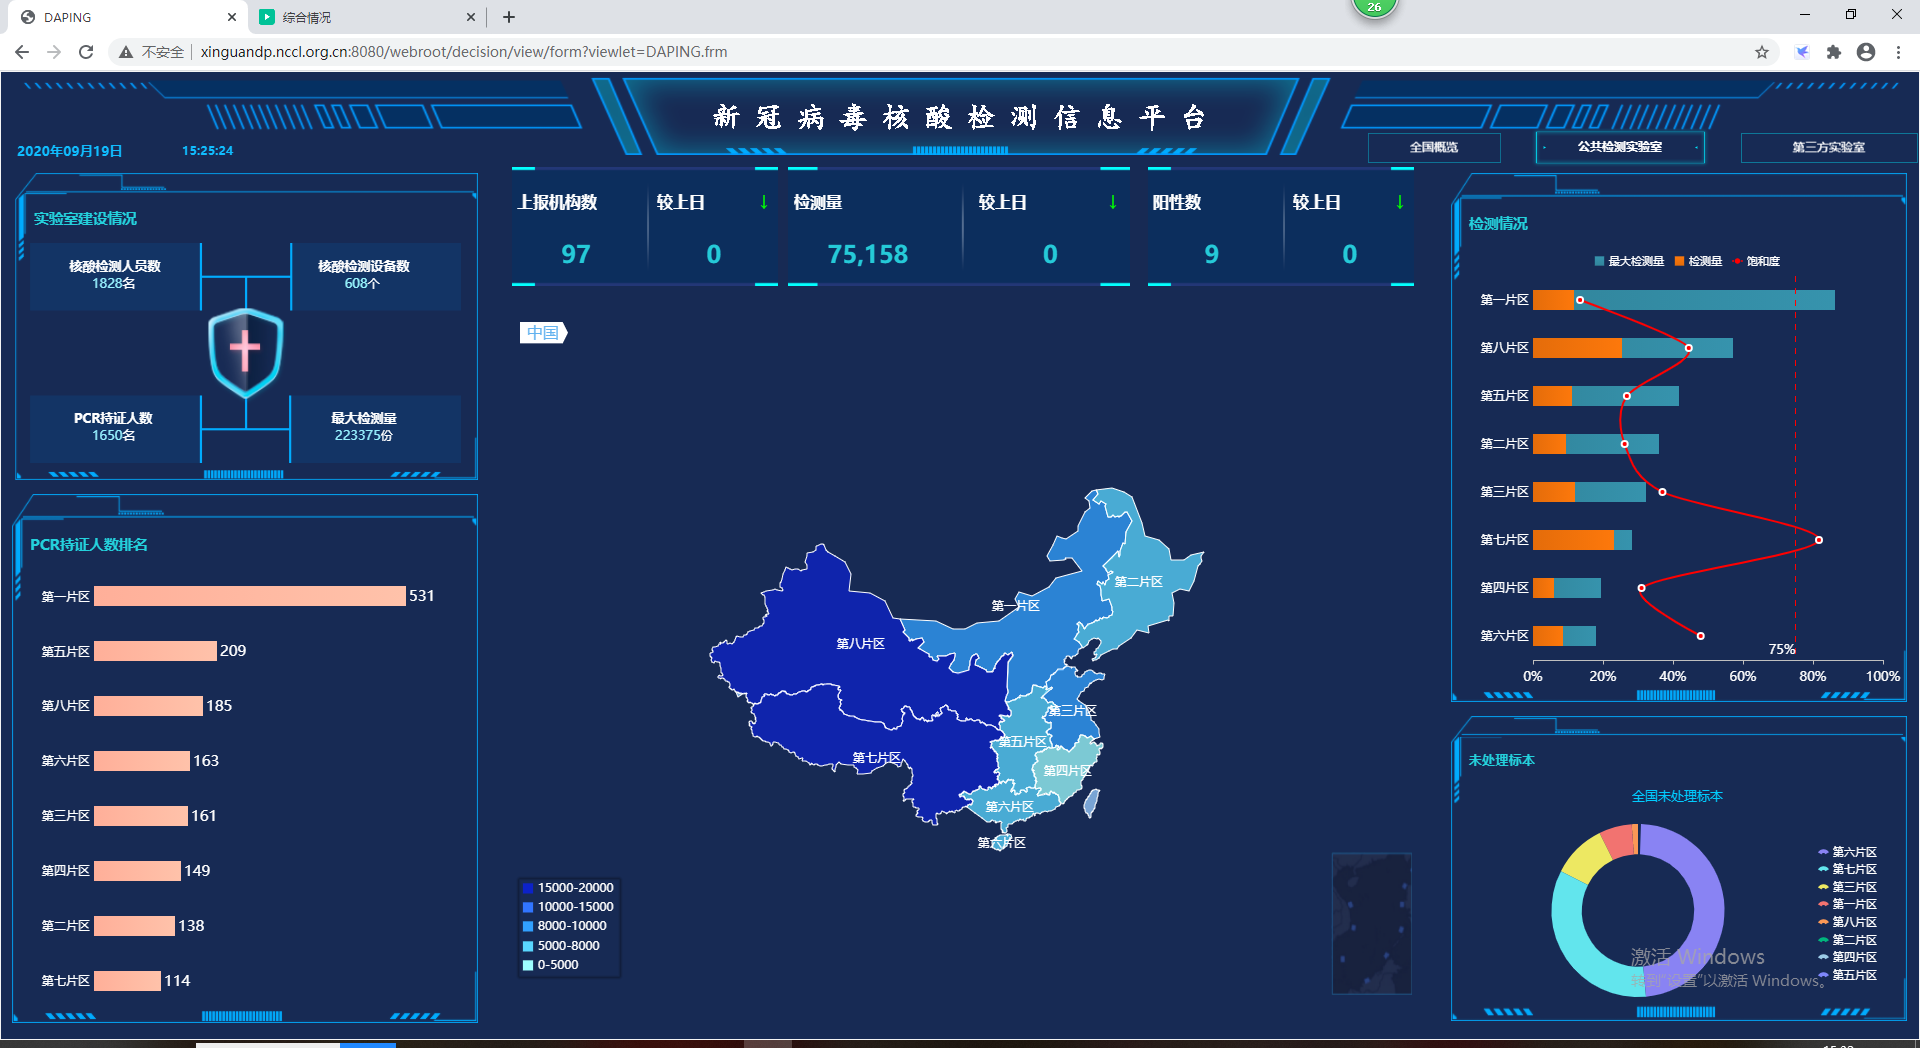 DAPING
综合情况
26
不安全
xinguandp.nccl.org.cn:8080/webroot/decision/view/form?viewlet=DAPING.frm
新冠病毒核酸检测信息平台
2020年09月19日
15:25:24
全国概览
公共检测实验室
第三方实验室
实验室建设情况
核酸检测人员数
1828名
核酸检测设备数
608个
PCR持证人数
1650名
最大检测量
223375份
PCR持证人数排名
第一片区 531
第五片区 209
第八片区 185
第六片区 163
第三片区 161
第四片区 149
第二片区 138
第七片区 114
上报机构数
较上日 ↓
97
0
检测量
较上日 ↓
75,158
0
阳性数
较上日 ↓
9
0
中国
第二片区
第一片区
第八片区
第三片区
第五片区
第七片区
第四片区
第六片区
第六片区
15000-20000
10000-15000
8000-10000
5000-8000
0-5000
检测情况
最大检测量 检测量 饱和度
第一片区
第八片区
第五片区
第二片区
第三片区
第七片区
第四片区
第六片区
75%
0% 20% 40% 60% 80% 100%
未处理标本
全国未处理标本
第六片区
第七片区
第三片区
第一片区
第八片区
第二片区
第四片区
第五片区
激活 Windows
转到"设置"以激活 Windows。